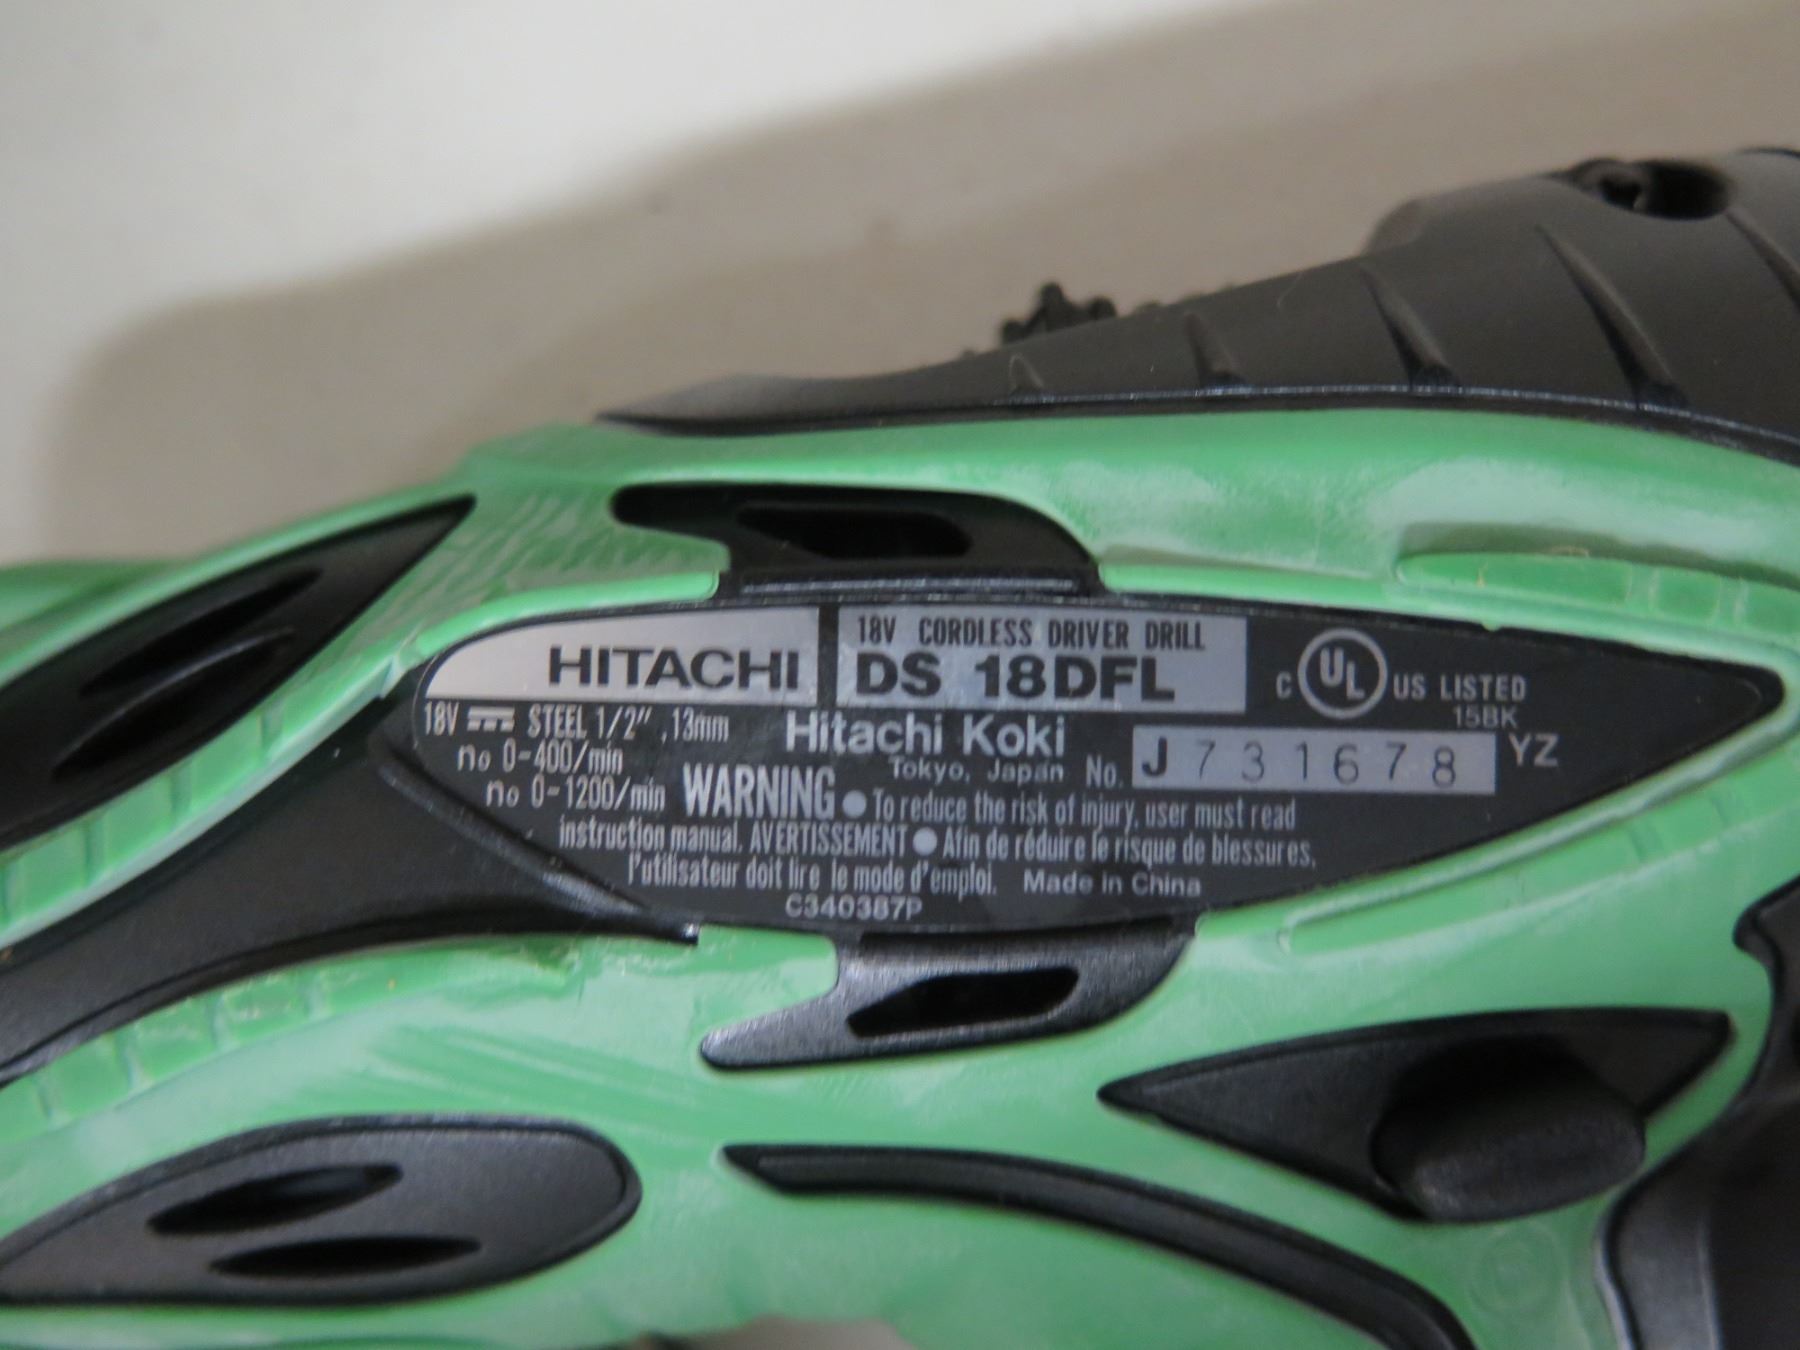 HITACHI
18V CORDLESS DRIVER DRILL
DS 18DFL
C UL US LISTED
15BK
18V ⎓ STEEL 1/2" ,13mm
Hitachi Koki
Tokyo, Japan
No. J 731678 YZ
no 0-400/min
no 0-1200/min
WARNING ● To reduce the risk of injury, user must read
instruction manual. AVERTISSEMENT ● Afin de réduire le risque de blessures,
l'utilisateur doit lire le mode d'emploi. Made in China
C340387P